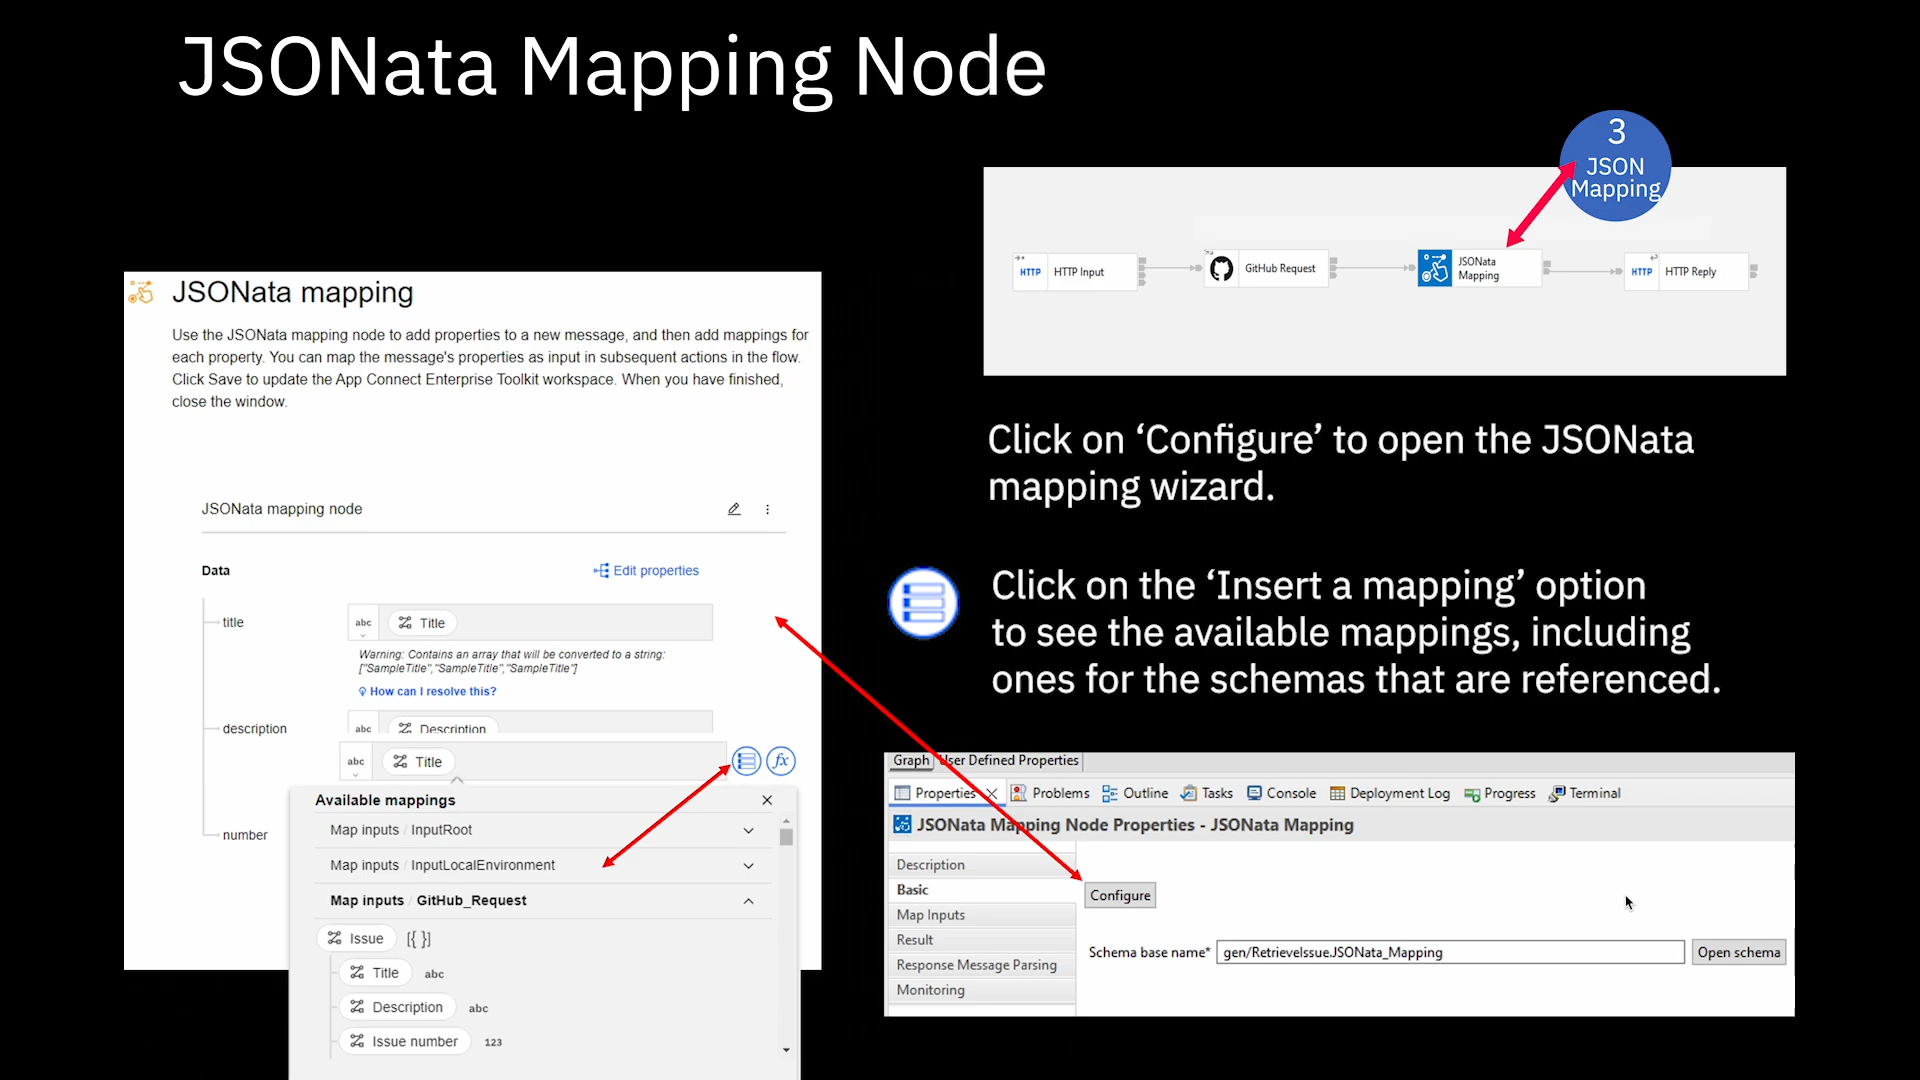 JSONata Mapping Node
3
JSON
Mapping
HTTP HTTP Input
GitHub Request
JSONata
Mapping
HTTP HTTP Reply
JSONata mapping
Use the JSONata mapping node to add properties to a new message, and then add mappings for
each property. You can map the message's properties as input in subsequent actions in the flow.
Click Save to update the App Connect Enterprise Toolkit workspace. When you have finished,
close the window.
JSONata mapping node
Data
Edit properties
title
abc Title
Warning: Contains an array that will be converted to a string:
["SampleTitle","SampleTitle","SampleTitle"]
How can I resolve this?
description
abc Description
abc Title
fx
number
Available mappings
Map inputs / InputRoot
Map inputs / InputLocalEnvironment
Map inputs / GitHub_Request
Issue [{ }]
Title abc
Description abc
Issue number 123
Click on ‘Configure’ to open the JSONata
mapping wizard.
Click on the ‘Insert a mapping’ option
to see the available mappings, including
ones for the schemas that are referenced.
Graph User Defined Properties
Properties Problems Outline Tasks Console Deployment Log Progress Terminal
JSONata Mapping Node Properties - JSONata Mapping
Description
Basic
Map Inputs
Result
Response Message Parsing
Monitoring
Configure
Schema base name* gen/RetrieveIssue.JSONata_Mapping Open schema